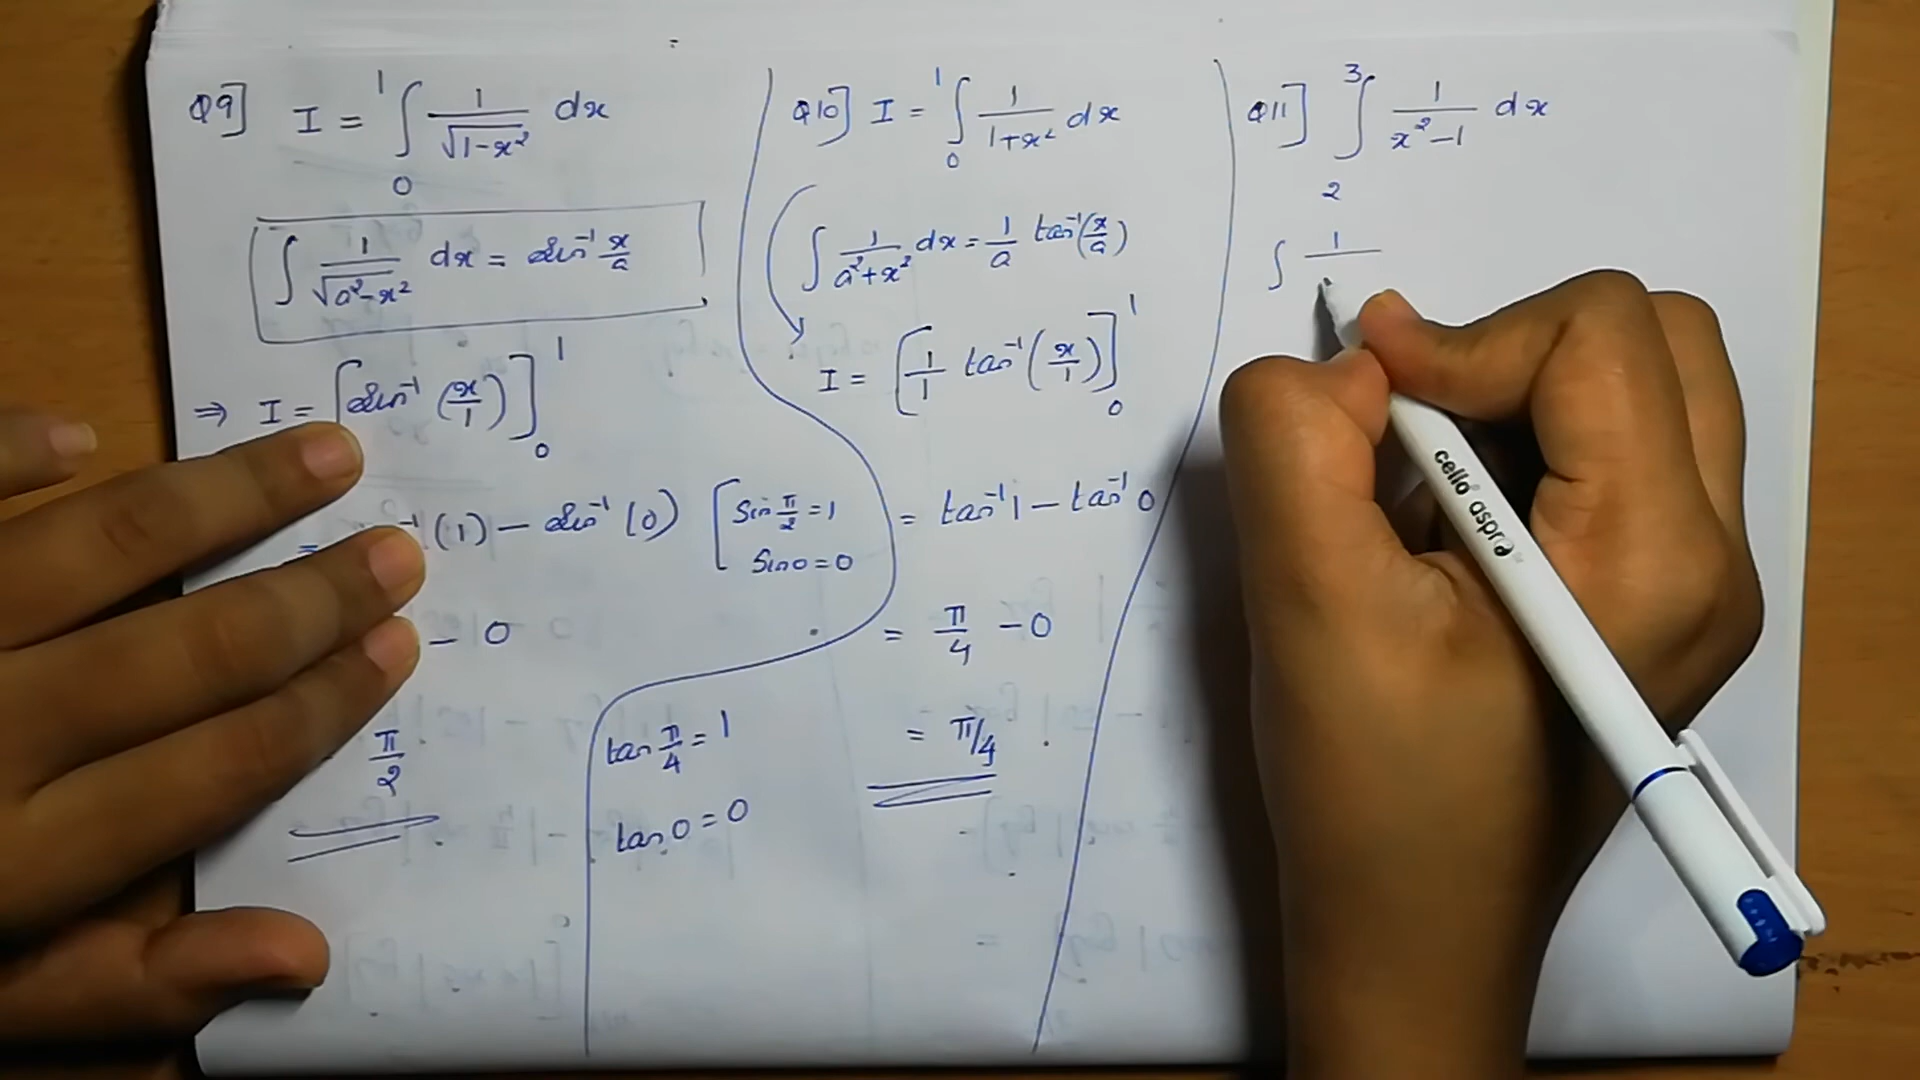 Q9] I = ∫₀¹ 1/√(1-x²) dx
∫ 1/√(a²-x²) dx = sin⁻¹ x/a
⇒ I = [sin⁻¹ (x/1)]₀¹
⁻¹ (1) - sin⁻¹ (0) [sin π/2 = 1
sin 0 = 0
- 0
π/2
Q10] I = ∫₀¹ 1/(1+x²) dx
∫ 1/(a²+x²) dx = 1/a tan⁻¹(x/a)
I = [1/1 tan⁻¹ (x/1)]₀¹
= tan⁻¹1 - tan⁻¹0
= π/4 - 0
= π/4
tan π/4 = 1
tan 0 = 0
Q11] ∫₂³ 1/(x²-1) dx
∫ 1/
cello aspro